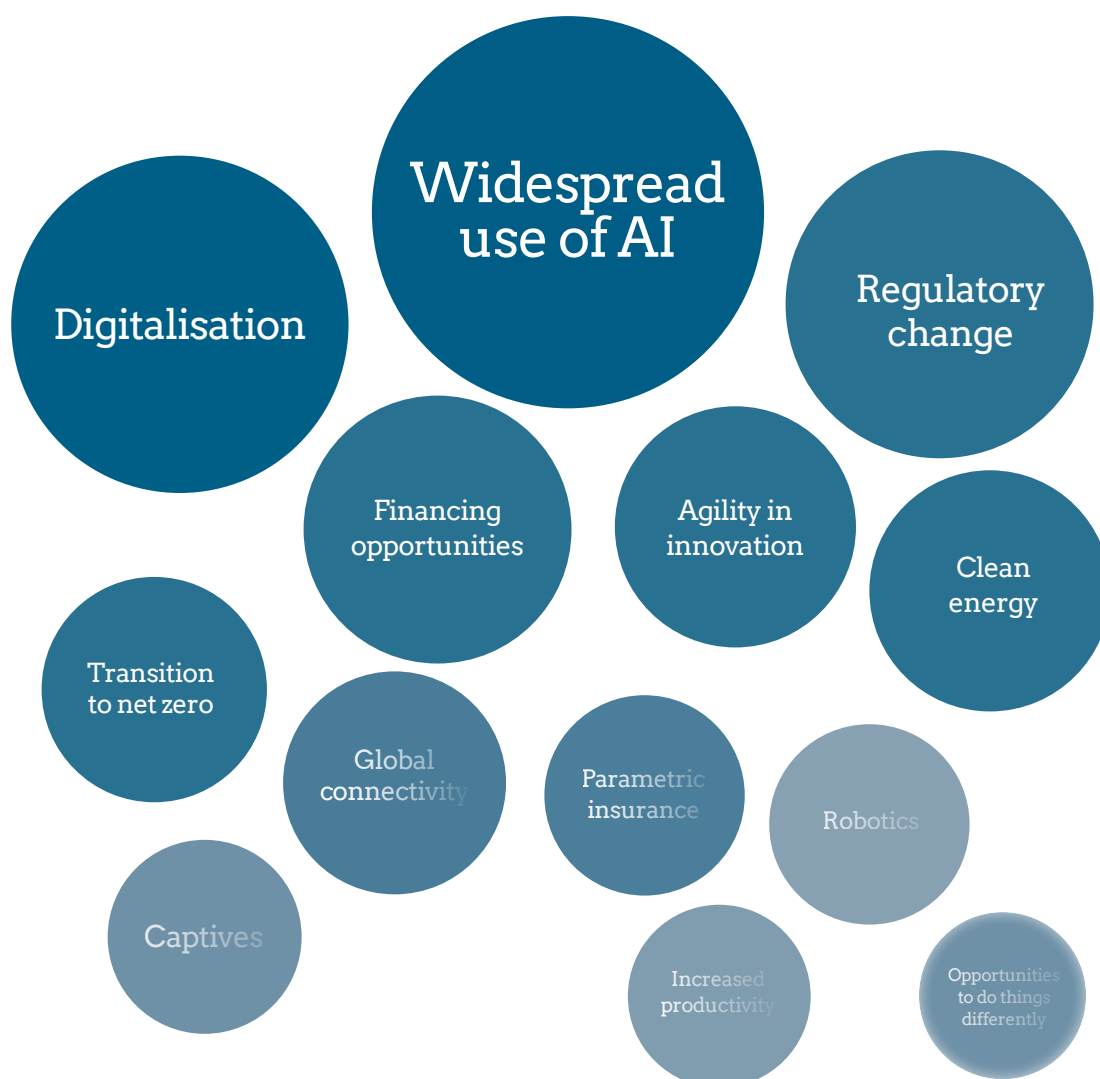 Widespread
use of AI
Digitalisation
Regulatory
change
Financing
opportunities
Agility in
innovation
Clean
energy
Transition
to net zero
Global
connectivity
Parametric
insurance
Robotics
Captives
Increased
productivity
Opportunities
to do things
differently